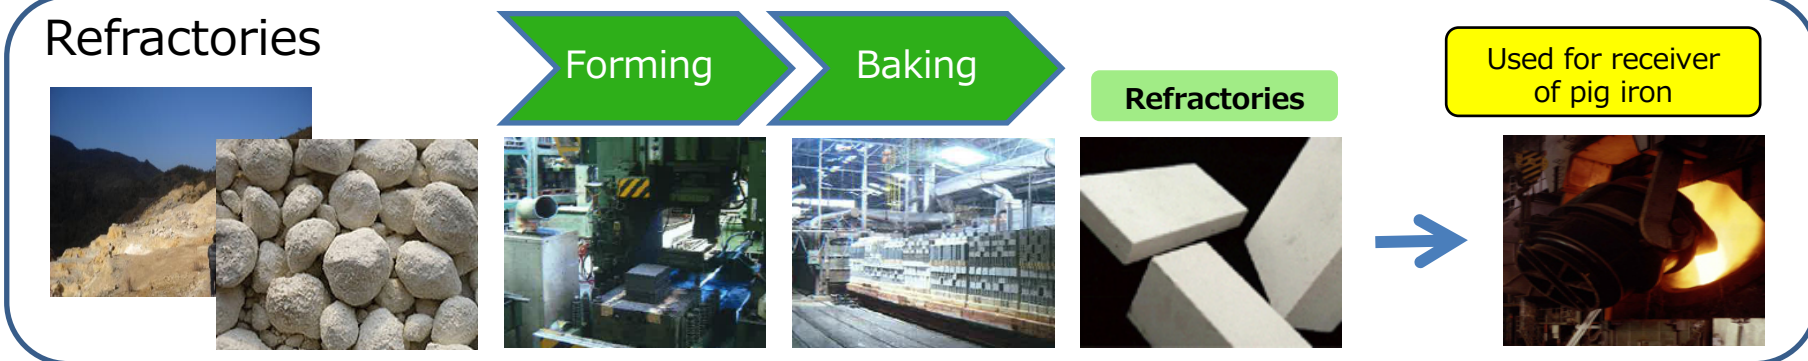 Refractories
Forming
Baking
Refractories
Used for receiver
of pig iron